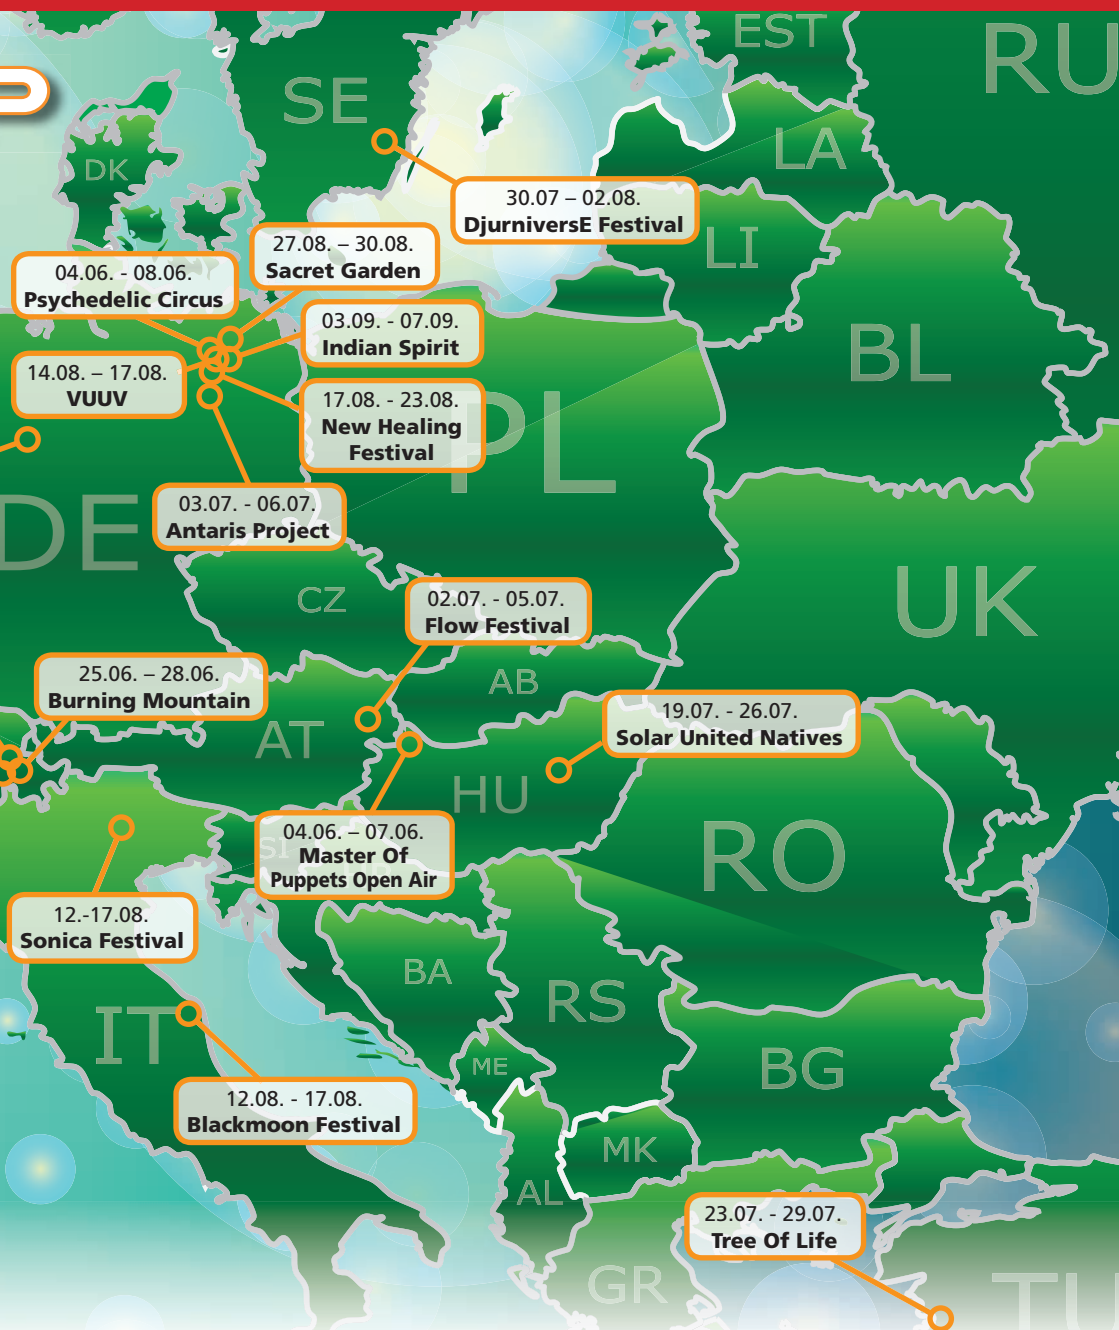 EST
RU
SE
DK
LA
30.07 – 02.08.
DjurniversE Festival
27.08. – 30.08.
Sacret Garden
LI
04.06. - 08.06.
Psychedelic Circus
03.09. - 07.09.
Indian Spirit
BL
14.08. – 17.08.
VUUV
17.08. - 23.08.
New Healing
Festival
PL
03.07. - 06.07.
Antaris Project
DE
CZ
02.07. - 05.07.
Flow Festival
UK
25.06. – 28.06.
Burning Mountain
AB
19.07. - 26.07.
Solar United Natives
AT
HU
04.06. – 07.06.
Master Of
Puppets Open Air
SI
RO
12.-17.08.
Sonica Festival
BA
RS
IT
ME
BG
12.08. - 17.08.
Blackmoon Festival
MK
AL
23.07. - 29.07.
Tree Of Life
GR
TU